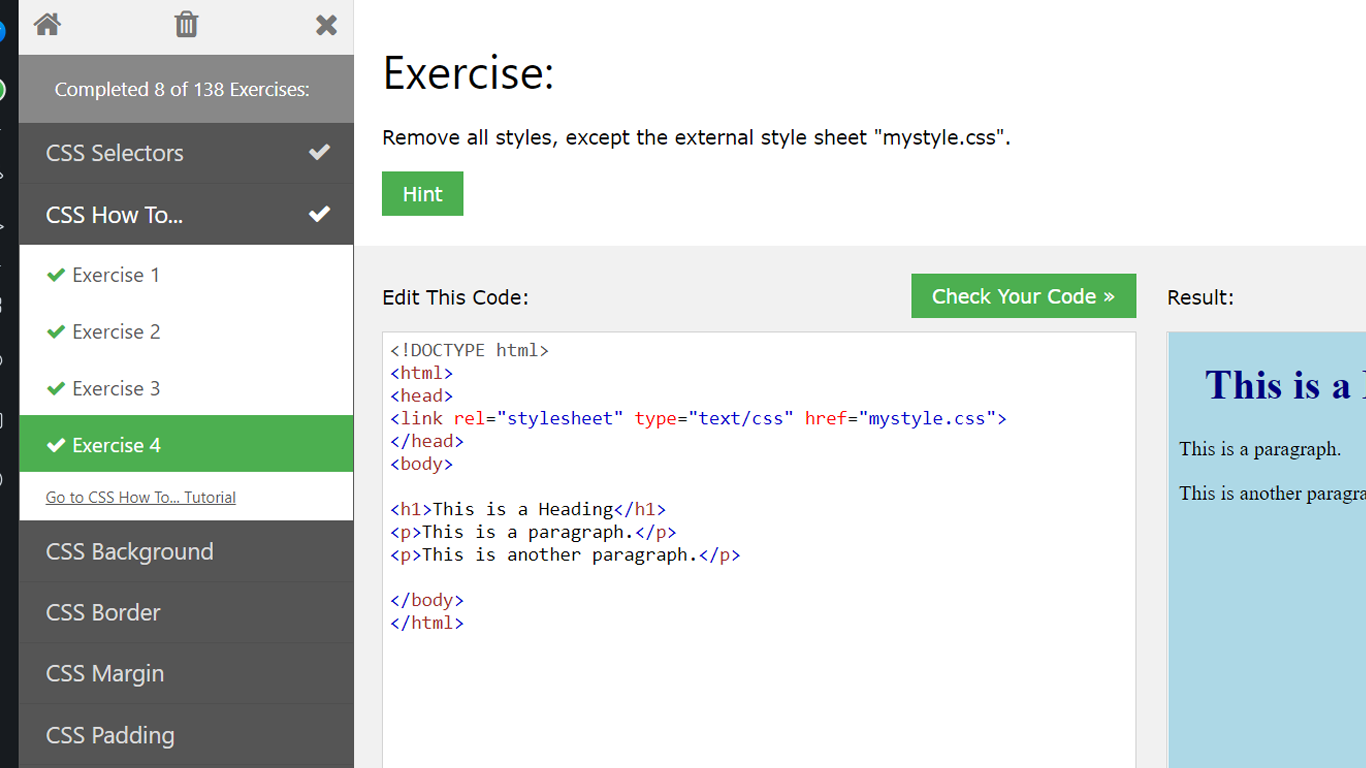 Completed 8 of 138 Exercises:
CSS Selectors
CSS How To...
Exercise 1
Exercise 2
Exercise 3
Exercise 4
Go to CSS How To... Tutorial
CSS Background
CSS Border
CSS Margin
CSS Padding
Exercise:
Remove all styles, except the external style sheet "mystyle.css".
Hint
Edit This Code:
Check Your Code »
<!DOCTYPE html>
<html>
<head>
<link rel="stylesheet" type="text/css" href="mystyle.css">
</head>
<body>
<h1>This is a Heading</h1>
<p>This is a paragraph.</p>
<p>This is another paragraph.</p>
</body>
</html>
Result:
This is a
This is a paragraph.
This is another